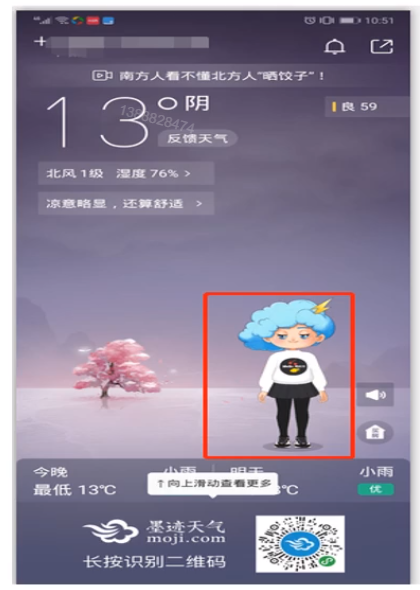 10:51
+
南方人看不懂北方人“晒饺子”！
13° 阴
良 59
反馈天气
北风1级 湿度 76% >
凉意略显，还算舒适 >
今晚 小雨 明天 小雨
最低 13°C °C 优
↑向上滑动查看更多
墨迹天气
moji.com
长按识别二维码